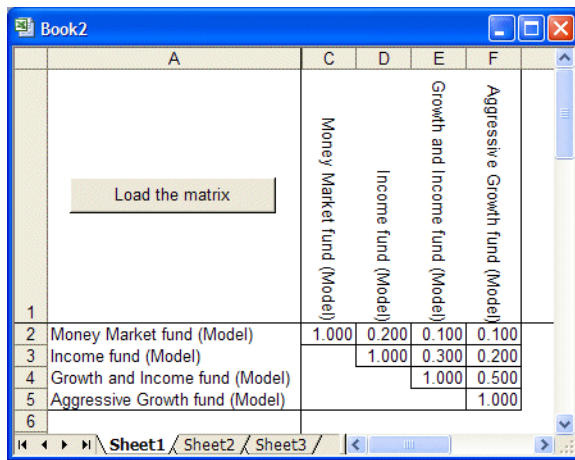 Book2
A C D E F
Load the matrix
Money Market fund (Model)
Income fund (Model)
Growth and Income fund (Model)
Aggressive Growth fund (Model)
1
2 Money Market fund (Model) 1.000 0.200 0.100 0.100
3 Income fund (Model) 1.000 0.300 0.200
4 Growth and Income fund (Model) 1.000 0.500
5 Aggressive Growth fund (Model) 1.000
6
Sheet1 / Sheet2 / Sheet3 /